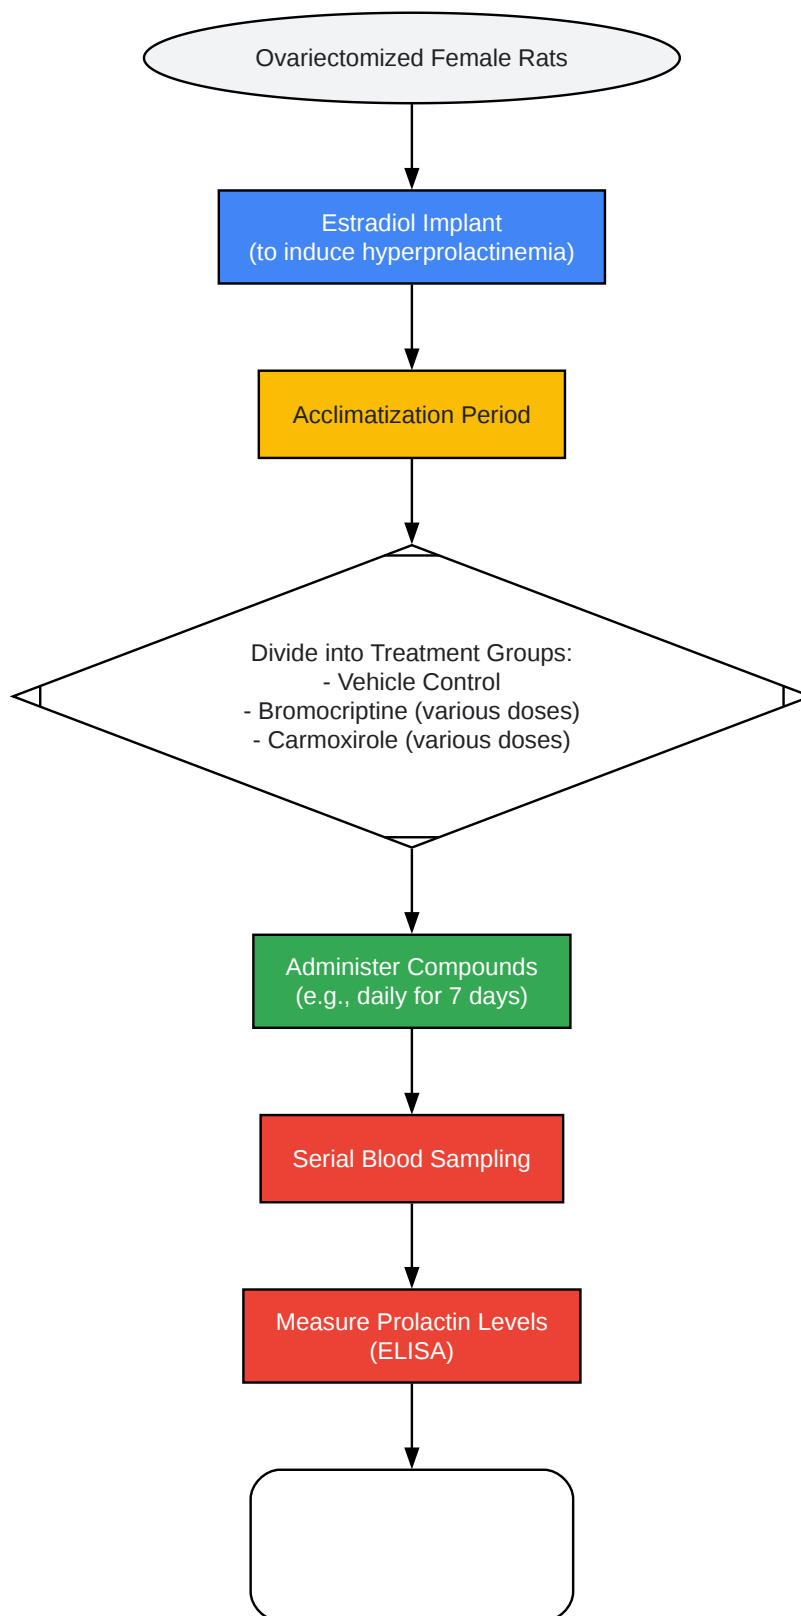 Ovariectomized Female Rats
Estradiol Implant
(to induce hyperprolactinemia)
Acclimatization Period
Divide into Treatment Groups:
- Vehicle Control
- Bromocriptine (various doses)
- Carmoxirole (various doses)
Administer Compounds
(e.g., daily for 7 days)
Serial Blood Sampling
Measure Prolactin Levels
(ELISA)